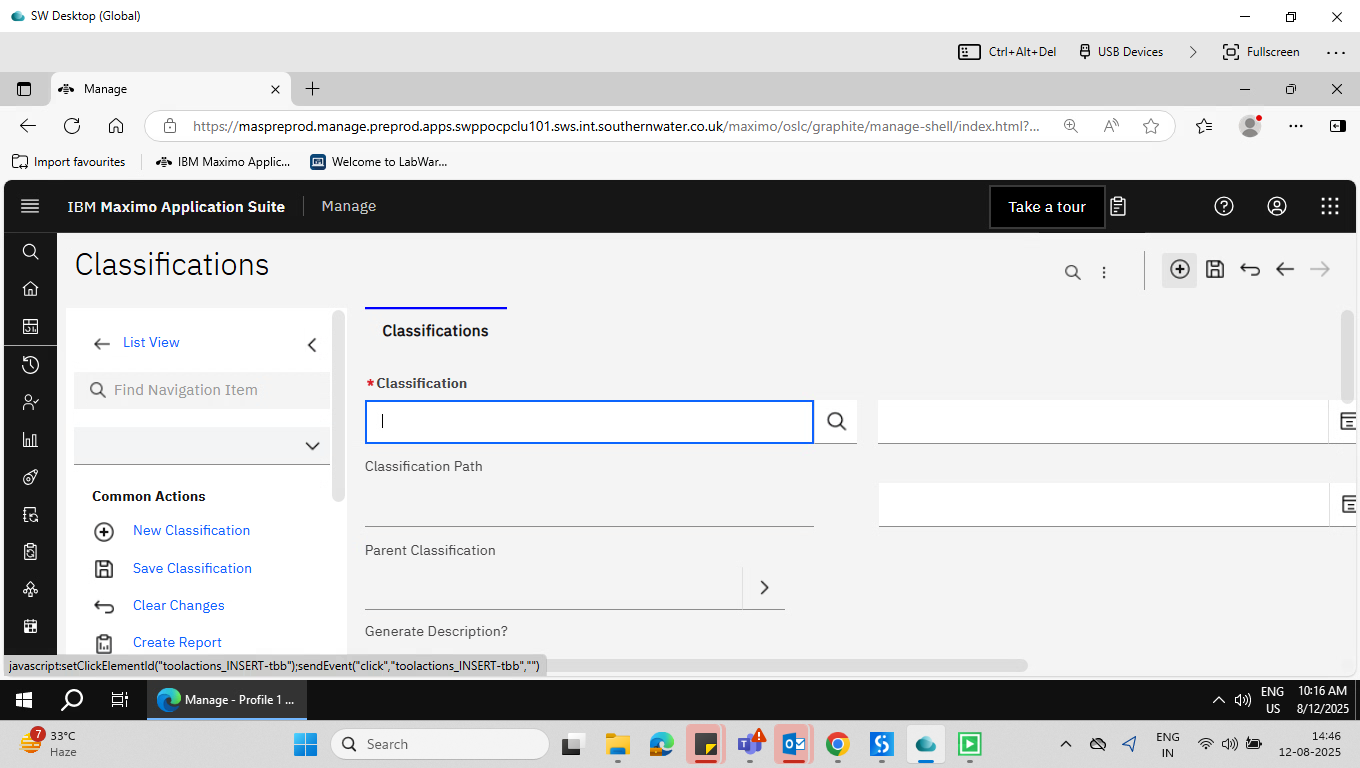 SW Desktop (Global)
Ctrl+Alt+Del
USB Devices
Fullscreen
Manage
https://maspreprod.manage.preprod.apps.swppocpclu101.sws.int.southernwater.co.uk/maximo/oslc/graphite/manage-shell/index.html?...
Import favourites
IBM Maximo Applic...
Welcome to LabWar...
IBM Maximo Application Suite
Manage
Take a tour
Classifications
List View
Find Navigation Item
Common Actions
New Classification
Save Classification
Clear Changes
Create Report
Classifications
* Classification
Classification Path
Parent Classification
Generate Description?
javascript:setClickElementId("toolactions_INSERT-tbb");sendEvent("click","toolactions_INSERT-tbb","")
Manage - Profile 1 ...
ENG
US
10:16 AM
8/12/2025
7
33°C
Haze
Search
ENG
IN
14:46
12-08-2025